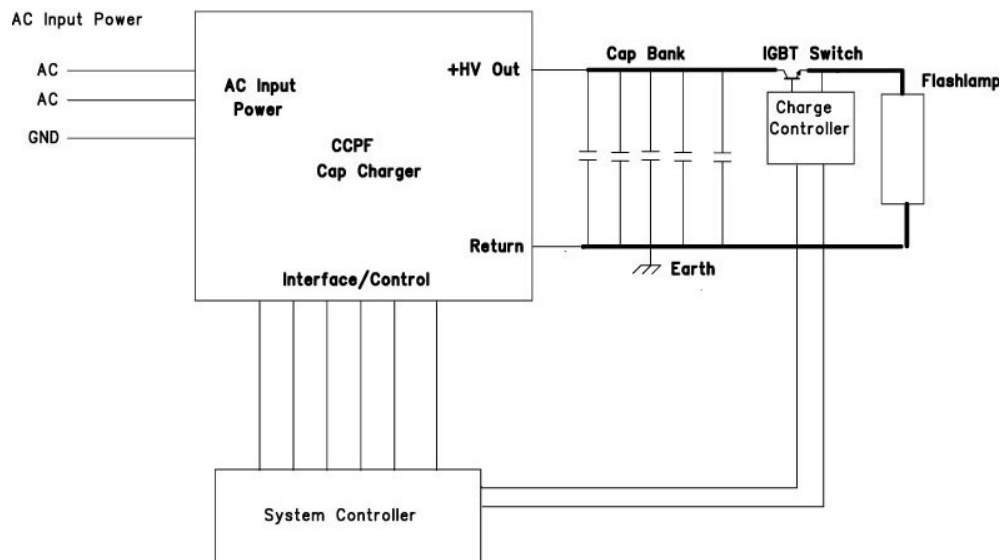 AC Input Power
AC
AC
GND
AC Input
Power
CCPF
Cap Charger
+HV Out
Return
Interface/Control
Cap Bank
IGBT Switch
Charge
Controller
Flashlamp
Earth
System Controller